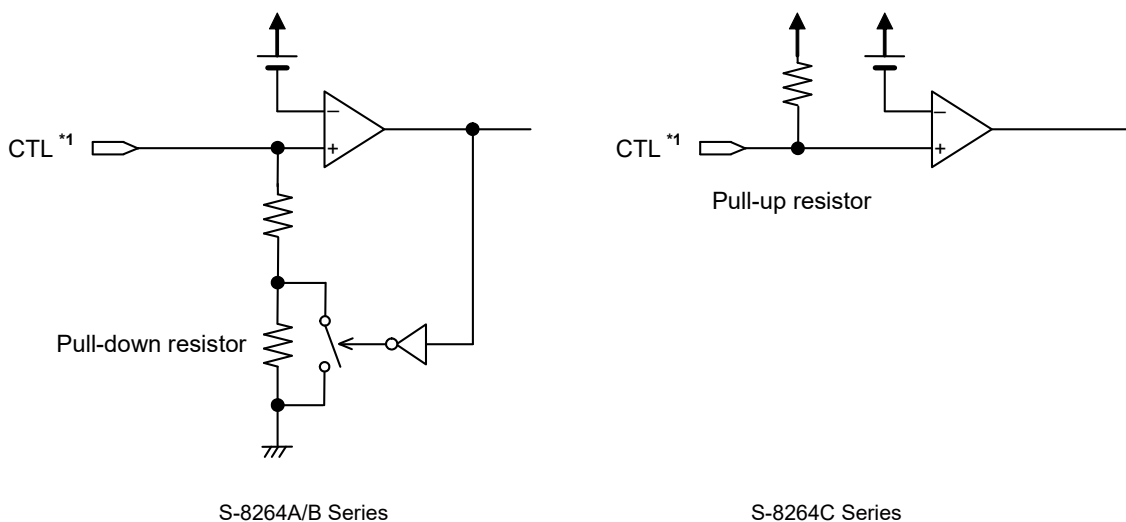 CTL *1
CTL *1
−
+
−
+
Pull-up resistor
Pull-down resistor
S-8264A/B Series
S-8264C Series